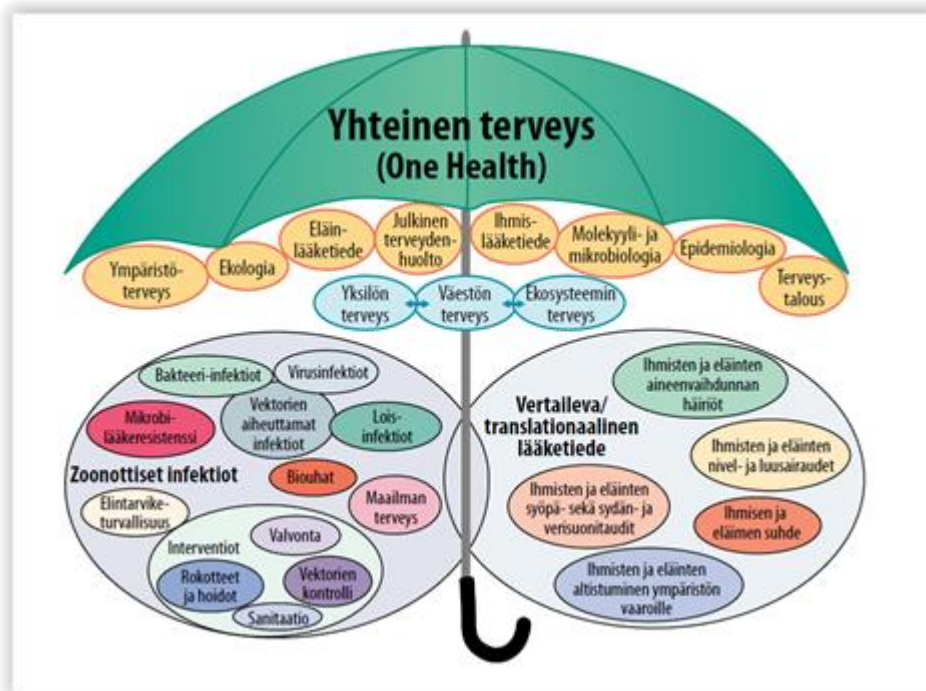 Yhteinen terveys
(One Health)
Ympäristö-
terveys
Ekologia
Eläin-
lääketiede
Julkinen
terveyden-
huolto
Ihmis-
lääketiede
Molekyyli- ja
mikrobiologia
Epidemiologia
Terveys-
talous
Yksilön
terveys
Väestön
terveys
Ekosysteemin
terveys
Bakteeri-infektiot
Virusinfektiot
Mikrobi-
lääkeresistenssi
Vektorien
aiheuttamat
infektiot
Lois-
infektiot
Zoonottiset infektiot
Biouhat
Elintarvike-
turvallisuus
Maailman
terveys
Interventiot
Valvonta
Rokotteet
ja hoidot
Vektorien
kontrolli
Sanitaatio
Vertaileva/
translationaalinen
lääketiede
Ihmisten ja eläinten
aineenvaihdunnan
häiriöt
Ihmisten ja eläinten
nivel- ja luusairaudet
Ihmisten ja eläinten
syöpä- sekä sydän- ja
verisuonitaudit
Ihmisen ja
eläimen suhde
Ihmisten ja eläinten
altistuminen ympäristön
vaaroille